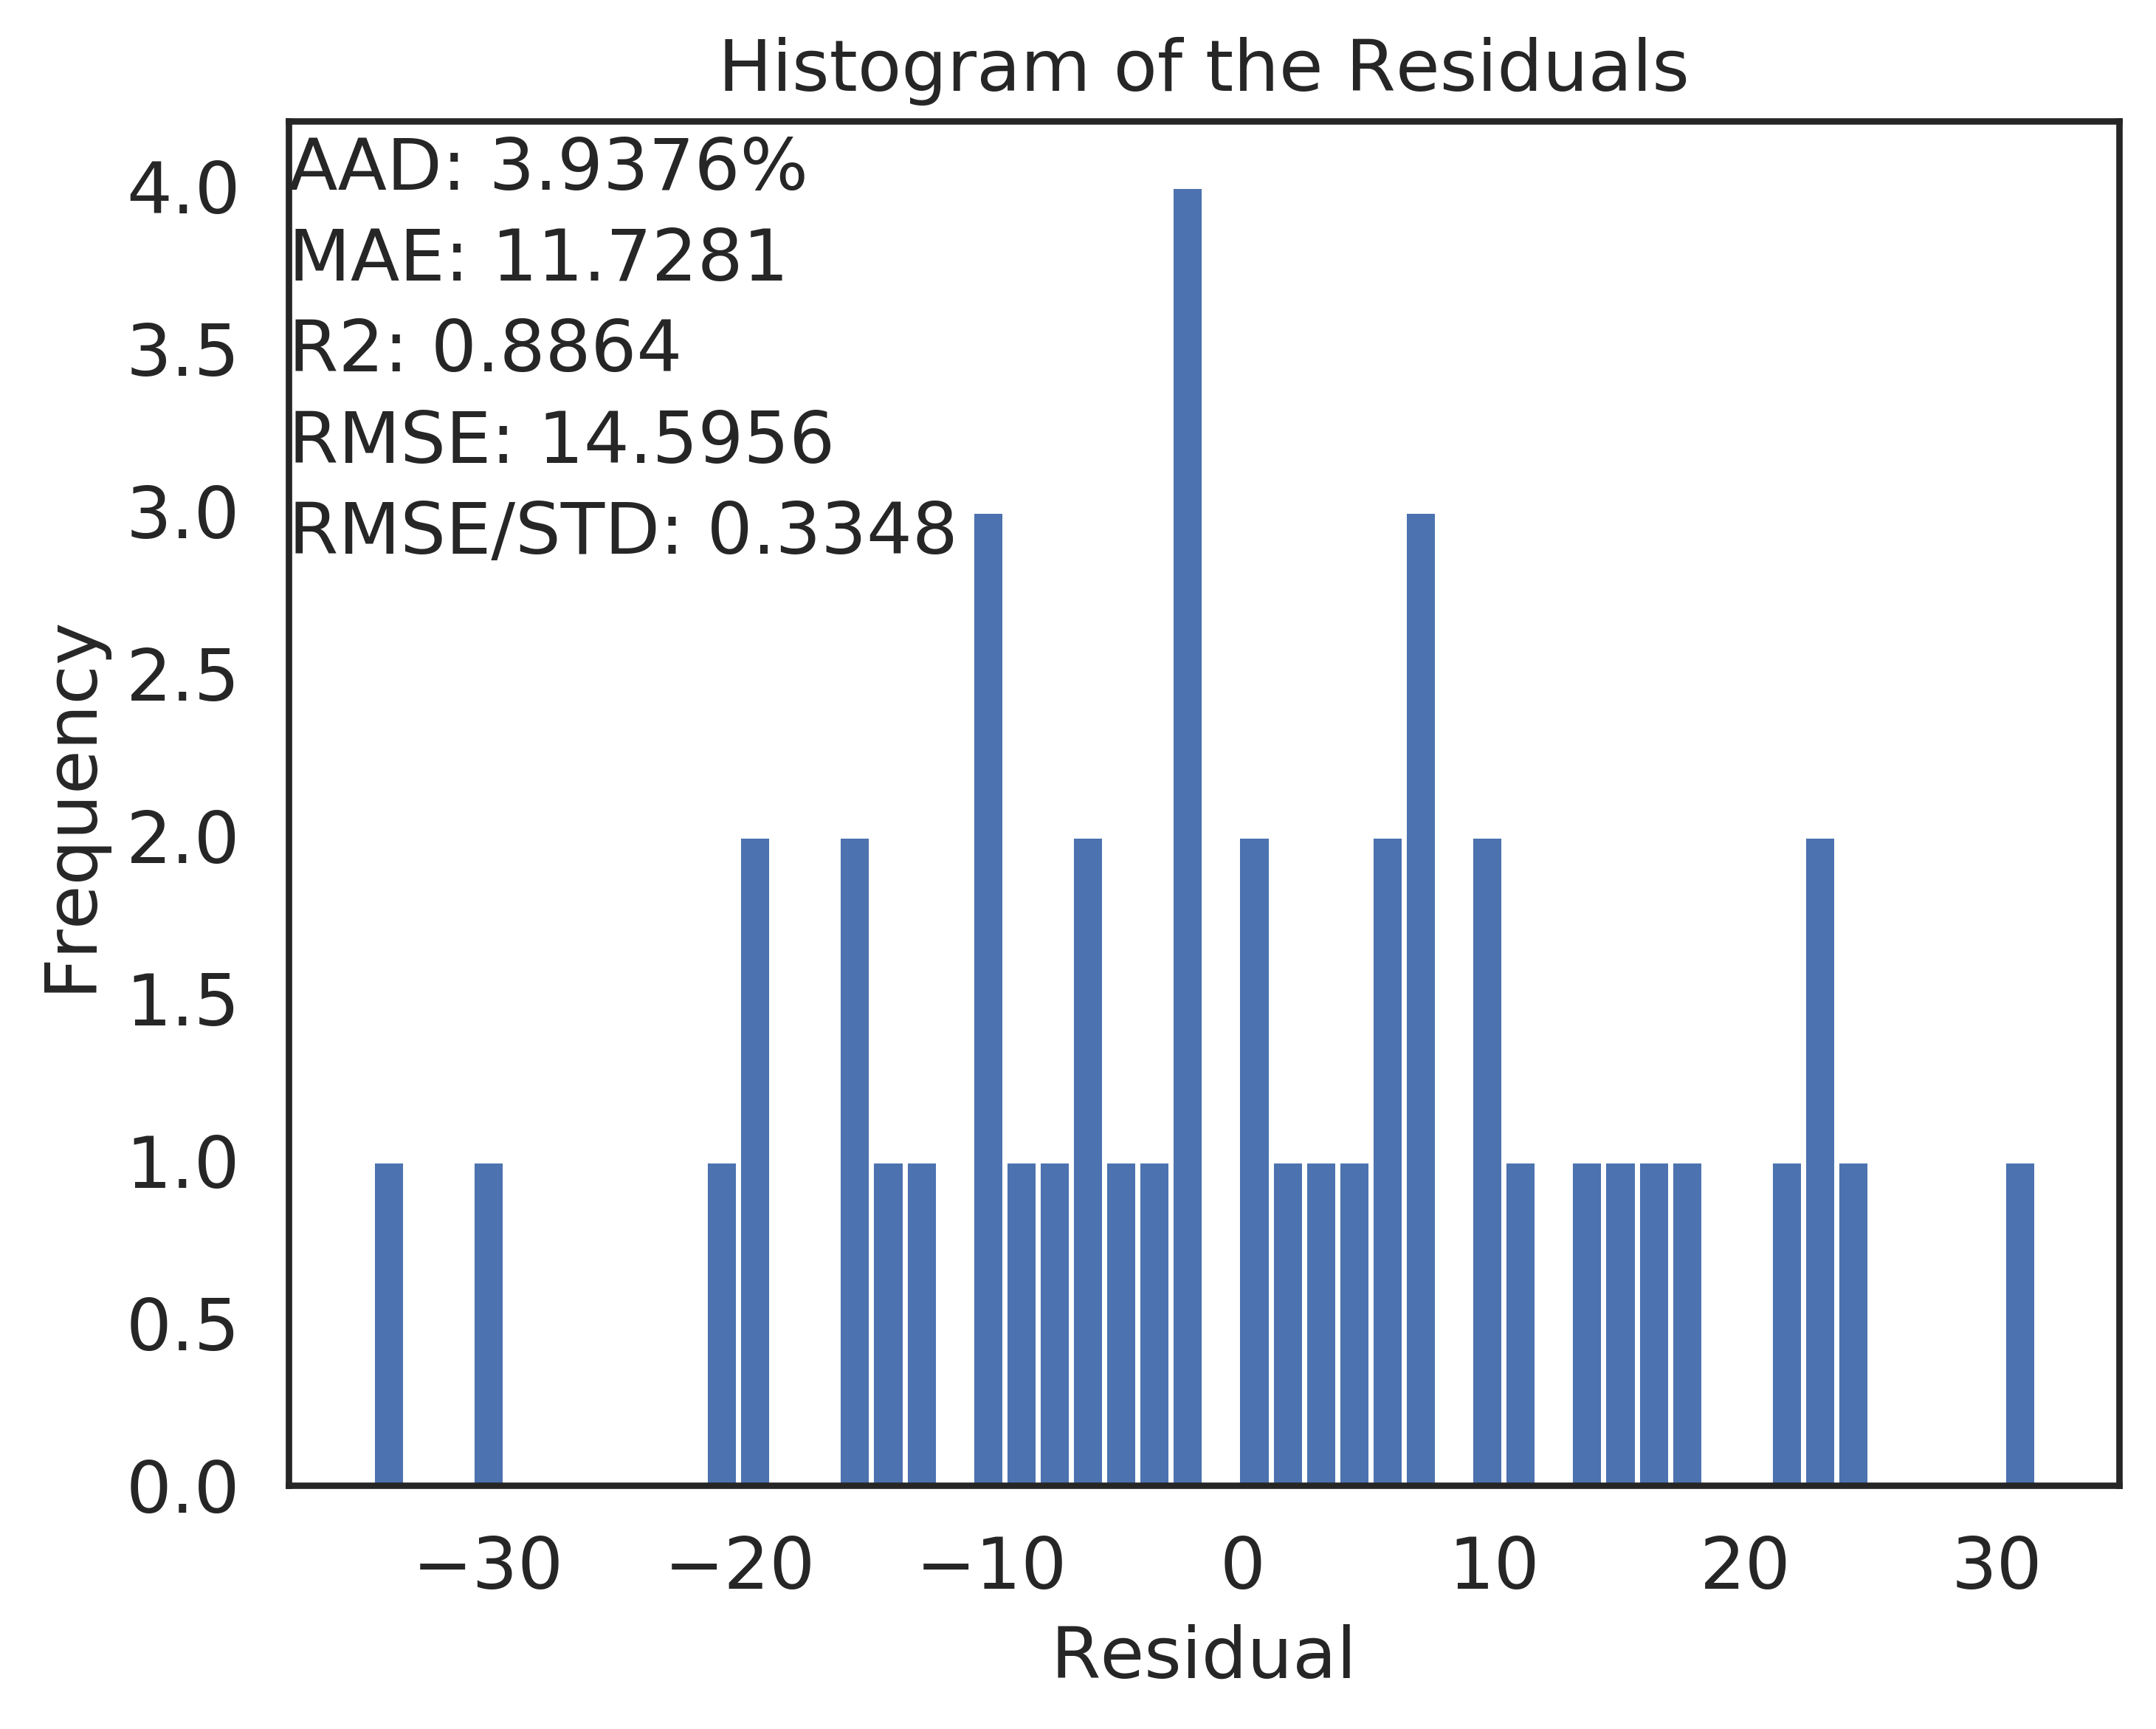 Histogram of the Residuals
AAD: 3.9376%
MAE: 11.7281
R2: 0.8864
RMSE: 14.5956
RMSE/STD: 0.3348
4.0
3.5
3.0
2.5
2.0
1.5
1.0
0.5
0.0
Frequency
−30 −20 −10 0 10 20 30
Residual